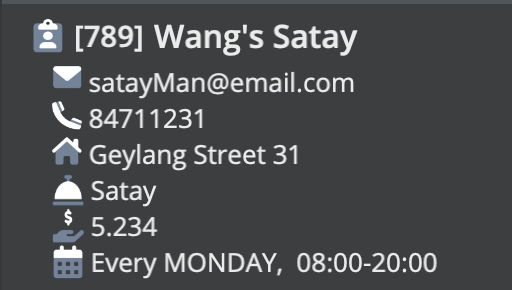 [789] Wang's Satay
satayMan@email.com
84711231
Geylang Street 31
Satay
$
5.234
Every MONDAY,  08:00-20:00